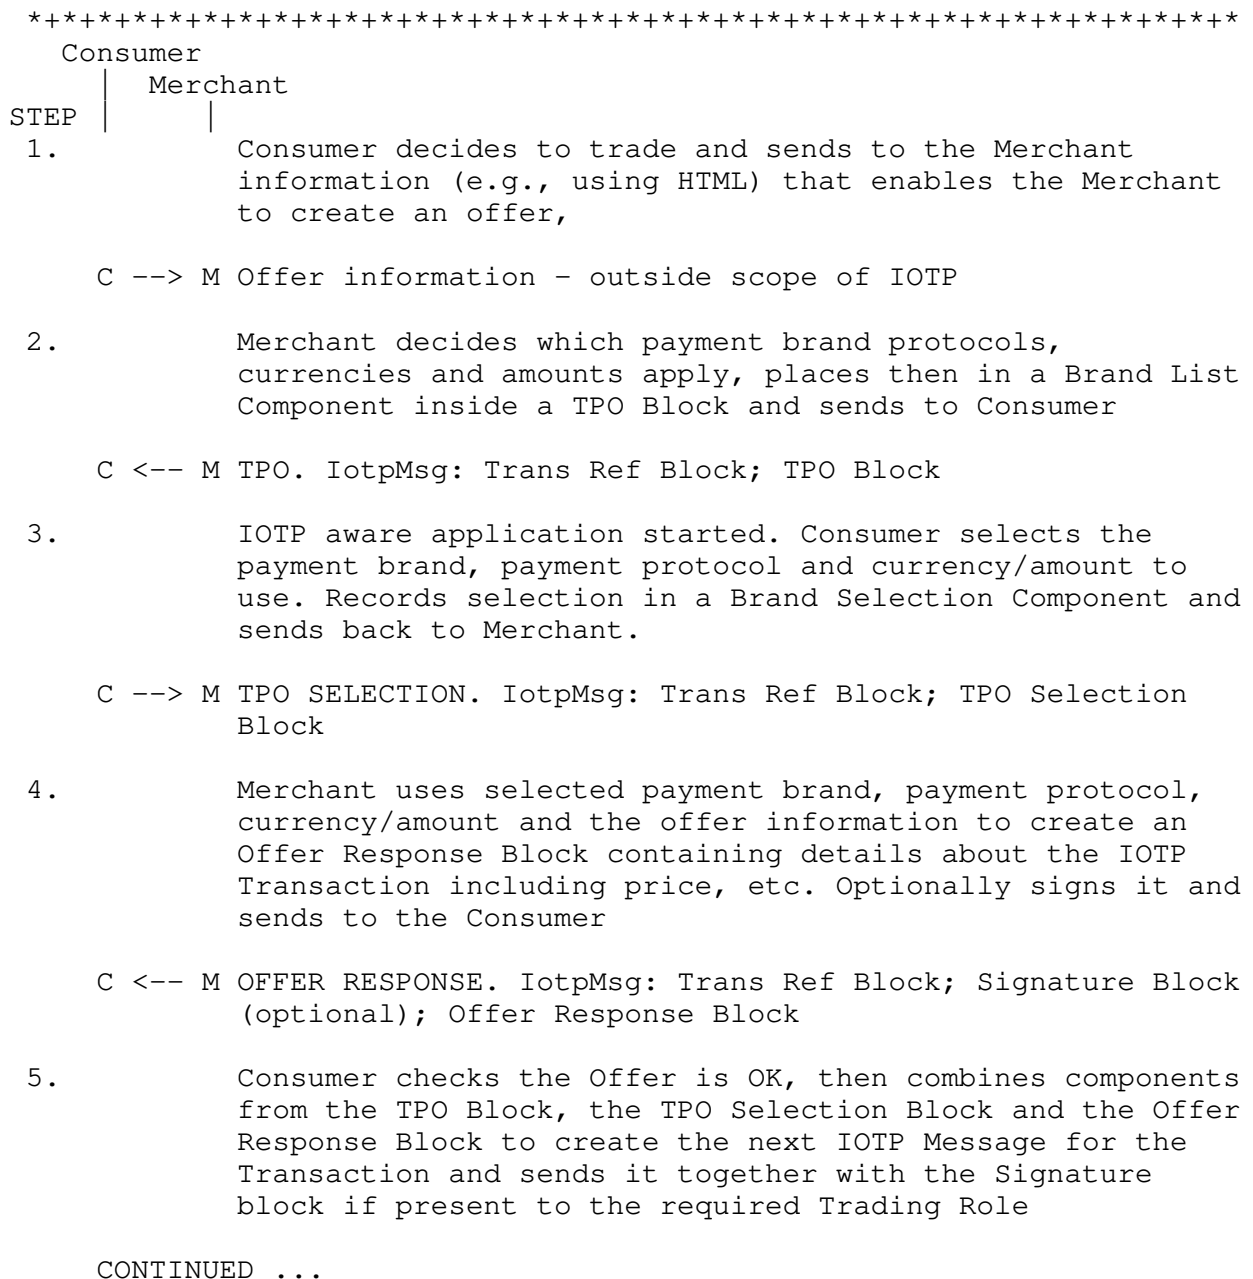 *+*+*+*+*+*+*+*+*+*+*+*+*+*+*+*+*+*+*+*+*+*+*+*+*+*+*+*+*+*+*+*+*+*+*
Consumer
| Merchant
STEP | |
1. Consumer decides to trade and sends to the Merchant
information (e.g., using HTML) that enables the Merchant
to create an offer,
C --> M Offer information - outside scope of IOTP
2. Merchant decides which payment brand protocols,
currencies and amounts apply, places then in a Brand List
Component inside a TPO Block and sends to Consumer
C <-- M TPO. IotpMsg: Trans Ref Block; TPO Block
3. IOTP aware application started. Consumer selects the
payment brand, payment protocol and currency/amount to
use. Records selection in a Brand Selection Component and
sends back to Merchant.
C --> M TPO SELECTION. IotpMsg: Trans Ref Block; TPO Selection
Block
4. Merchant uses selected payment brand, payment protocol,
currency/amount and the offer information to create an
Offer Response Block containing details about the IOTP
Transaction including price, etc. Optionally signs it and
sends to the Consumer
C <-- M OFFER RESPONSE. IotpMsg: Trans Ref Block; Signature Block
(optional); Offer Response Block
5. Consumer checks the Offer is OK, then combines components
from the TPO Block, the TPO Selection Block and the Offer
Response Block to create the next IOTP Message for the
Transaction and sends it together with the Signature
block if present to the required Trading Role
CONTINUED ...